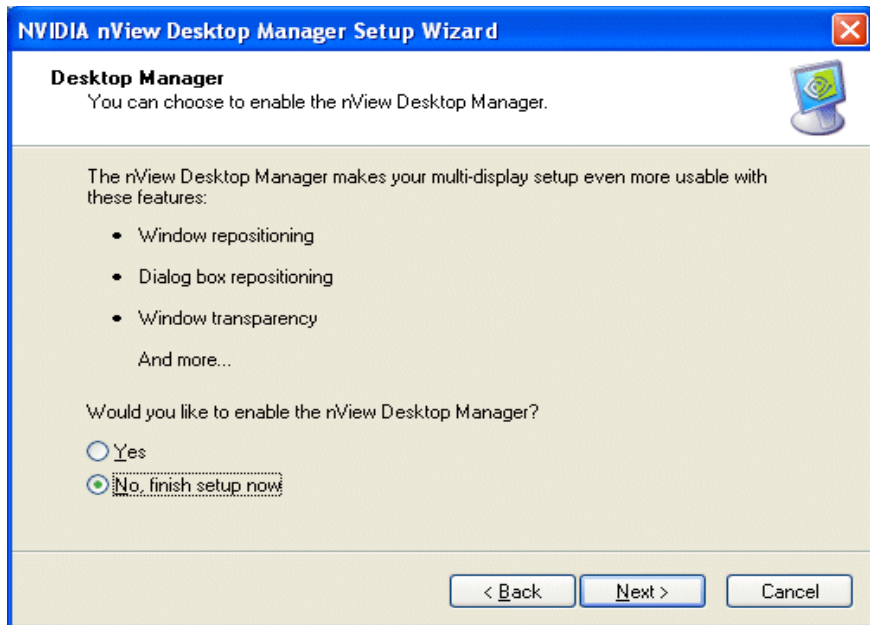 NVIDIA nView Desktop Manager Setup Wizard
Desktop Manager
You can choose to enable the nView Desktop Manager.
The nView Desktop Manager makes your multi-display setup even more usable with
these features:
• Window repositioning
• Dialog box repositioning
• Window transparency
And more...
Would you like to enable the nView Desktop Manager?
Yes
No, finish setup now
< Back
Next >
Cancel